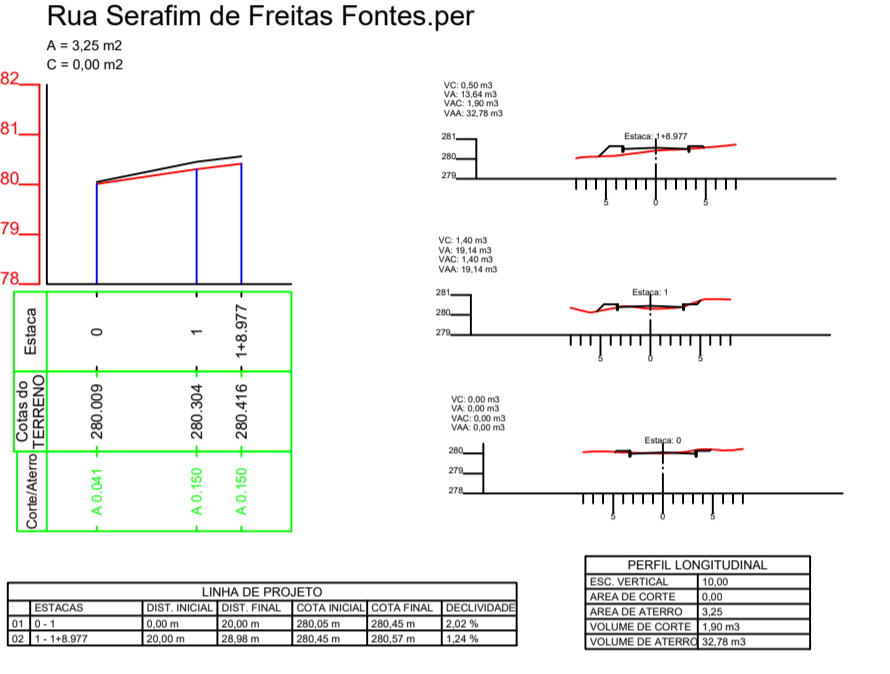 Rua Serafim de Freitas Fontes.per
A = 3,25 m2
C = 0,00 m2
82
81
80
79
78
Estaca
0
1
1+8.977
Cotas do
TERRENO
280.009
280.304
280.416
Corte/Aterro
A 0.041
A 0.150
A 0.150
VC: 0,50 m3
VA: 13,64 m3
VAC: 1,90 m3
VAA: 32,78 m3
Estaca: 1+8.977
281
280
279
5 0 5
VC: 1,40 m3
VA: 19,14 m3
VAC: 1,40 m3
VAA: 19,14 m3
Estaca: 1
281
280
279
5 0 5
VC: 0,00 m3
VA: 0,00 m3
VAC: 0,00 m3
VAA: 0,00 m3
Estaca: 0
280
279
278
5 0 5
LINHA DE PROJETO
ESTACAS DIST. INICIAL DIST. FINAL COTA INICIAL COTA FINAL DECLIVIDADE
01 0 - 1 0,00 m 20,00 m 280,05 m 280,45 m 2,02 %
02 1 - 1+8.977 20,00 m 28,98 m 280,45 m 280,57 m 1,24 %
PERFIL LONGITUDINAL
ESC. VERTICAL 10,00
AREA DE CORTE 0,00
AREA DE ATERRO 3,25
VOLUME DE CORTE 1,90 m3
VOLUME DE ATERRO 32,78 m3